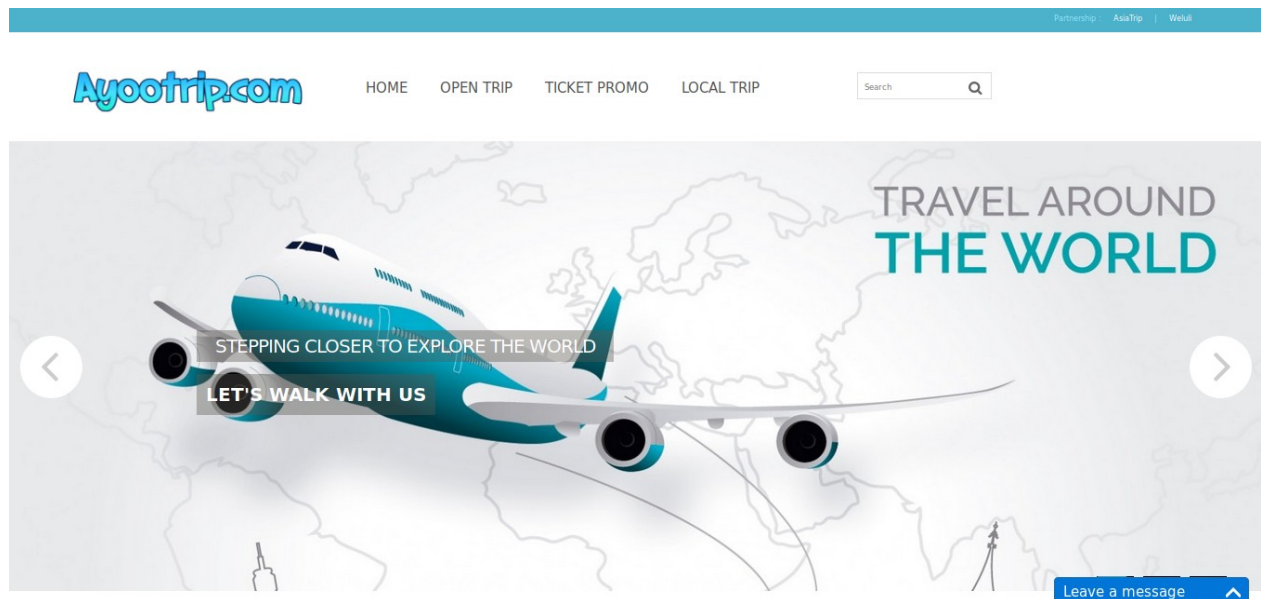 Partnership : AsiaTrip | Weluli
Ayootrip.com
HOME OPEN TRIP TICKET PROMO LOCAL TRIP
Search
TRAVEL AROUND
THE WORLD
STEPPING CLOSER TO EXPLORE THE WORLD
LET'S WALK WITH US
Leave a message